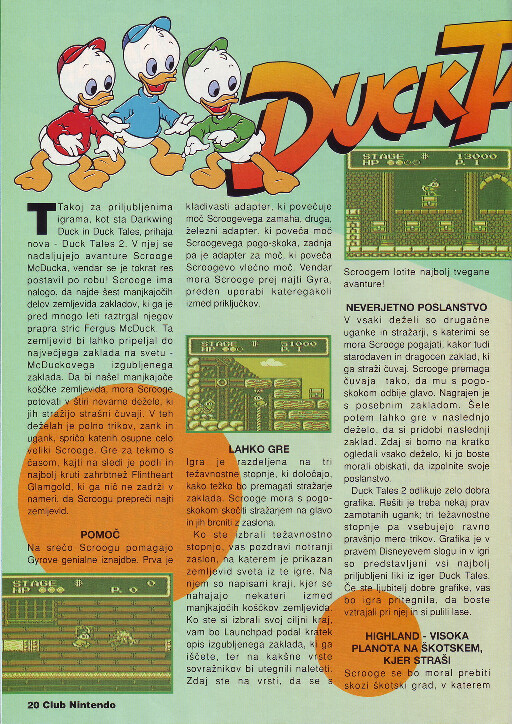 DUCKT
Takoj za priljubljenima
igrama, kot sta Darkwing
Duck in Duck Tales, prihaja
nova - Duck Tales 2. V njej se
nadaljujejo avanture Scrooge
McDucka, vendar se je tokrat res
postavil po robu! Scrooge ima
nalogo, da najde šest manjkajočih
delov zemljevida zakladov, ki ga je
pred mnogo leti raztrgal njegov
prapra stric Fergus McDuck. Ta
zemljevid bi lahko pripeljal do
največjega zaklada na svetu -
McDuckovega izgubljenega
zaklada. Da bi našel manjkajoče
koščke zemljevida, mora Scrooge
potovati v štiri nevarne dežele, ki
jih stražijo strašni čuvaji. V teh
deželah je polno trikov, zank in
ugank, spričo katerih osupne celo
veliki Scrooge. Gre za tekmo s
časom, kajti na sledi je podli in
najbolj kruti zahrbtnež Flintheart
Glamgold, ki ga nič ne zadrži v
nameri, da Scroogu prepreči najti
zemljevid.
POMOČ
Na srečo Scroogu pomagajo
Gyrove genialne iznajdbe. Prva je
STAGE P. 0
HP
20 Club Nintendo
kladivasti adapter, ki povečuje
moč Scroogevega zamaha, druga,
železni adapter, ki poveča moč
Scroogevega pogo-skoka, zadnja
pa je adapter za moč, ki poveča
Scroogevo vlečno moč. Vendar
mora Scrooge prej najti Gyra,
preden uporabi kateregakoli
izmed priključkov.
STAGE 51000
HP P. 1
LAHKO GRE
Igra je razdeljena na tri
težavnostne stopnje, ki določajo,
kako težko bo premagati stražarje
zaklada. Scrooge mora s pogo-
skokom skočiti stražarjem na glavo
in jih brcniti z zaslona.
Ko ste izbrali težavnostno
stopnjo, vas pozdravi notranji
zaslon, na katerem je prikazan
zemljevid sveta iz te igre. Na
njem so napisani kraji, kjer se
nahajajo nekateri izmed
manjkajočih koščkov zemljevida.
Ko ste si izbrali svoj ciljni kraj,
vam bo Launchpad podal kratek
opis izgubljenega zaklada, ki ga
iščete, ter na kakšne vrste
sovražnikov bi utegnili naleteti.
Zdaj ste na vrsti, da se s
STAGE 13000
HP P. 1
Scroogem lotite najbolj tvegane
avanture!
NEVERJETNO POSLANSTVO
V vsaki deželi so drugačne
uganke in stražarji, s katerimi se
mora Scrooge pogajati, kakor tudi
starodaven in dragocen zaklad, ki
ga straži čuvaj. Scrooge premaga
čuvaja tako, da mu s pogo-
skokom odbije glavo. Nagrajen je
s posebnim zakladom. Šele
potem lahko gre v naslednjo
deželo, da si pridobi naslednji
zaklad. Zdaj si bomo na kratko
ogledali vsako deželo, ki jo boste
morali obiskati, da izpolnite svoje
poslanstvo.
Duck Tales 2 odlikuje zelo dobra
grafika. Rešiti je treba nekaj prav
zamotanih ugank; tri težavnostne
stopnje pa vsebujejo ravno
pravšnjo mero trikov. Grafika je v
pravem Disneyevem slogu in v igri
so predstavljeni vsi najbolj
priljubljeni liki iz iger Duck Tales.
Če ste ljubitelj dobre grafike, vas
bo igra pritegnila, da boste
vztrajali pri njej in si pulili lase.
HIGHLAND - VISOKA
PLANOTA NA ŠKOTSKEM,
KJER STRAŠI
Scrooge se bo moral prebiti
skozi škotski grad, v katerem